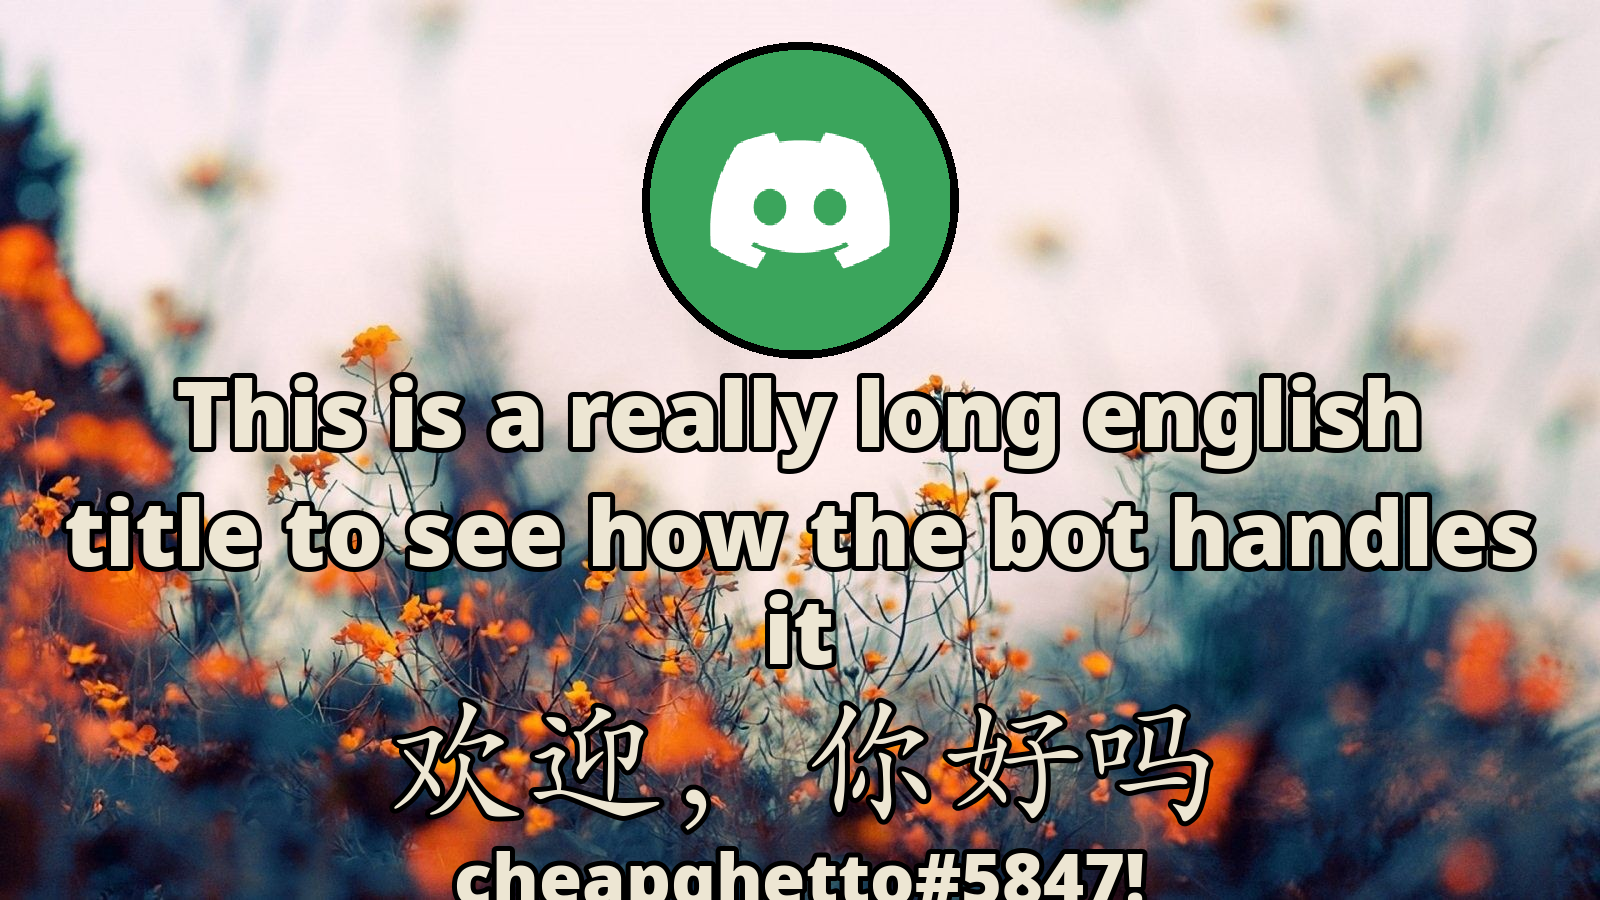 This is a really long english
title to see how the bot handles
it
欢迎，你好吗
cheapghetto#5847!